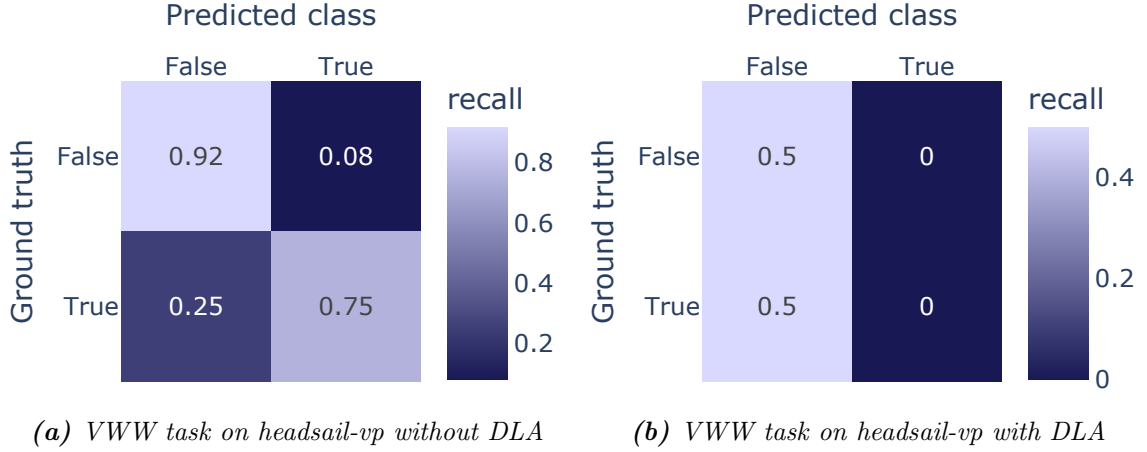 Predicted class
False True
recall
Ground truth
False 0.92 0.08
True 0.25 0.75
0.8
0.6
0.4
0.2
(a) VWW task on headsail-vp without DLA
Predicted class
False True
recall
Ground truth
False 0.5 0
True 0.5 0
0.4
0.2
0
(b) VWW task on headsail-vp with DLA